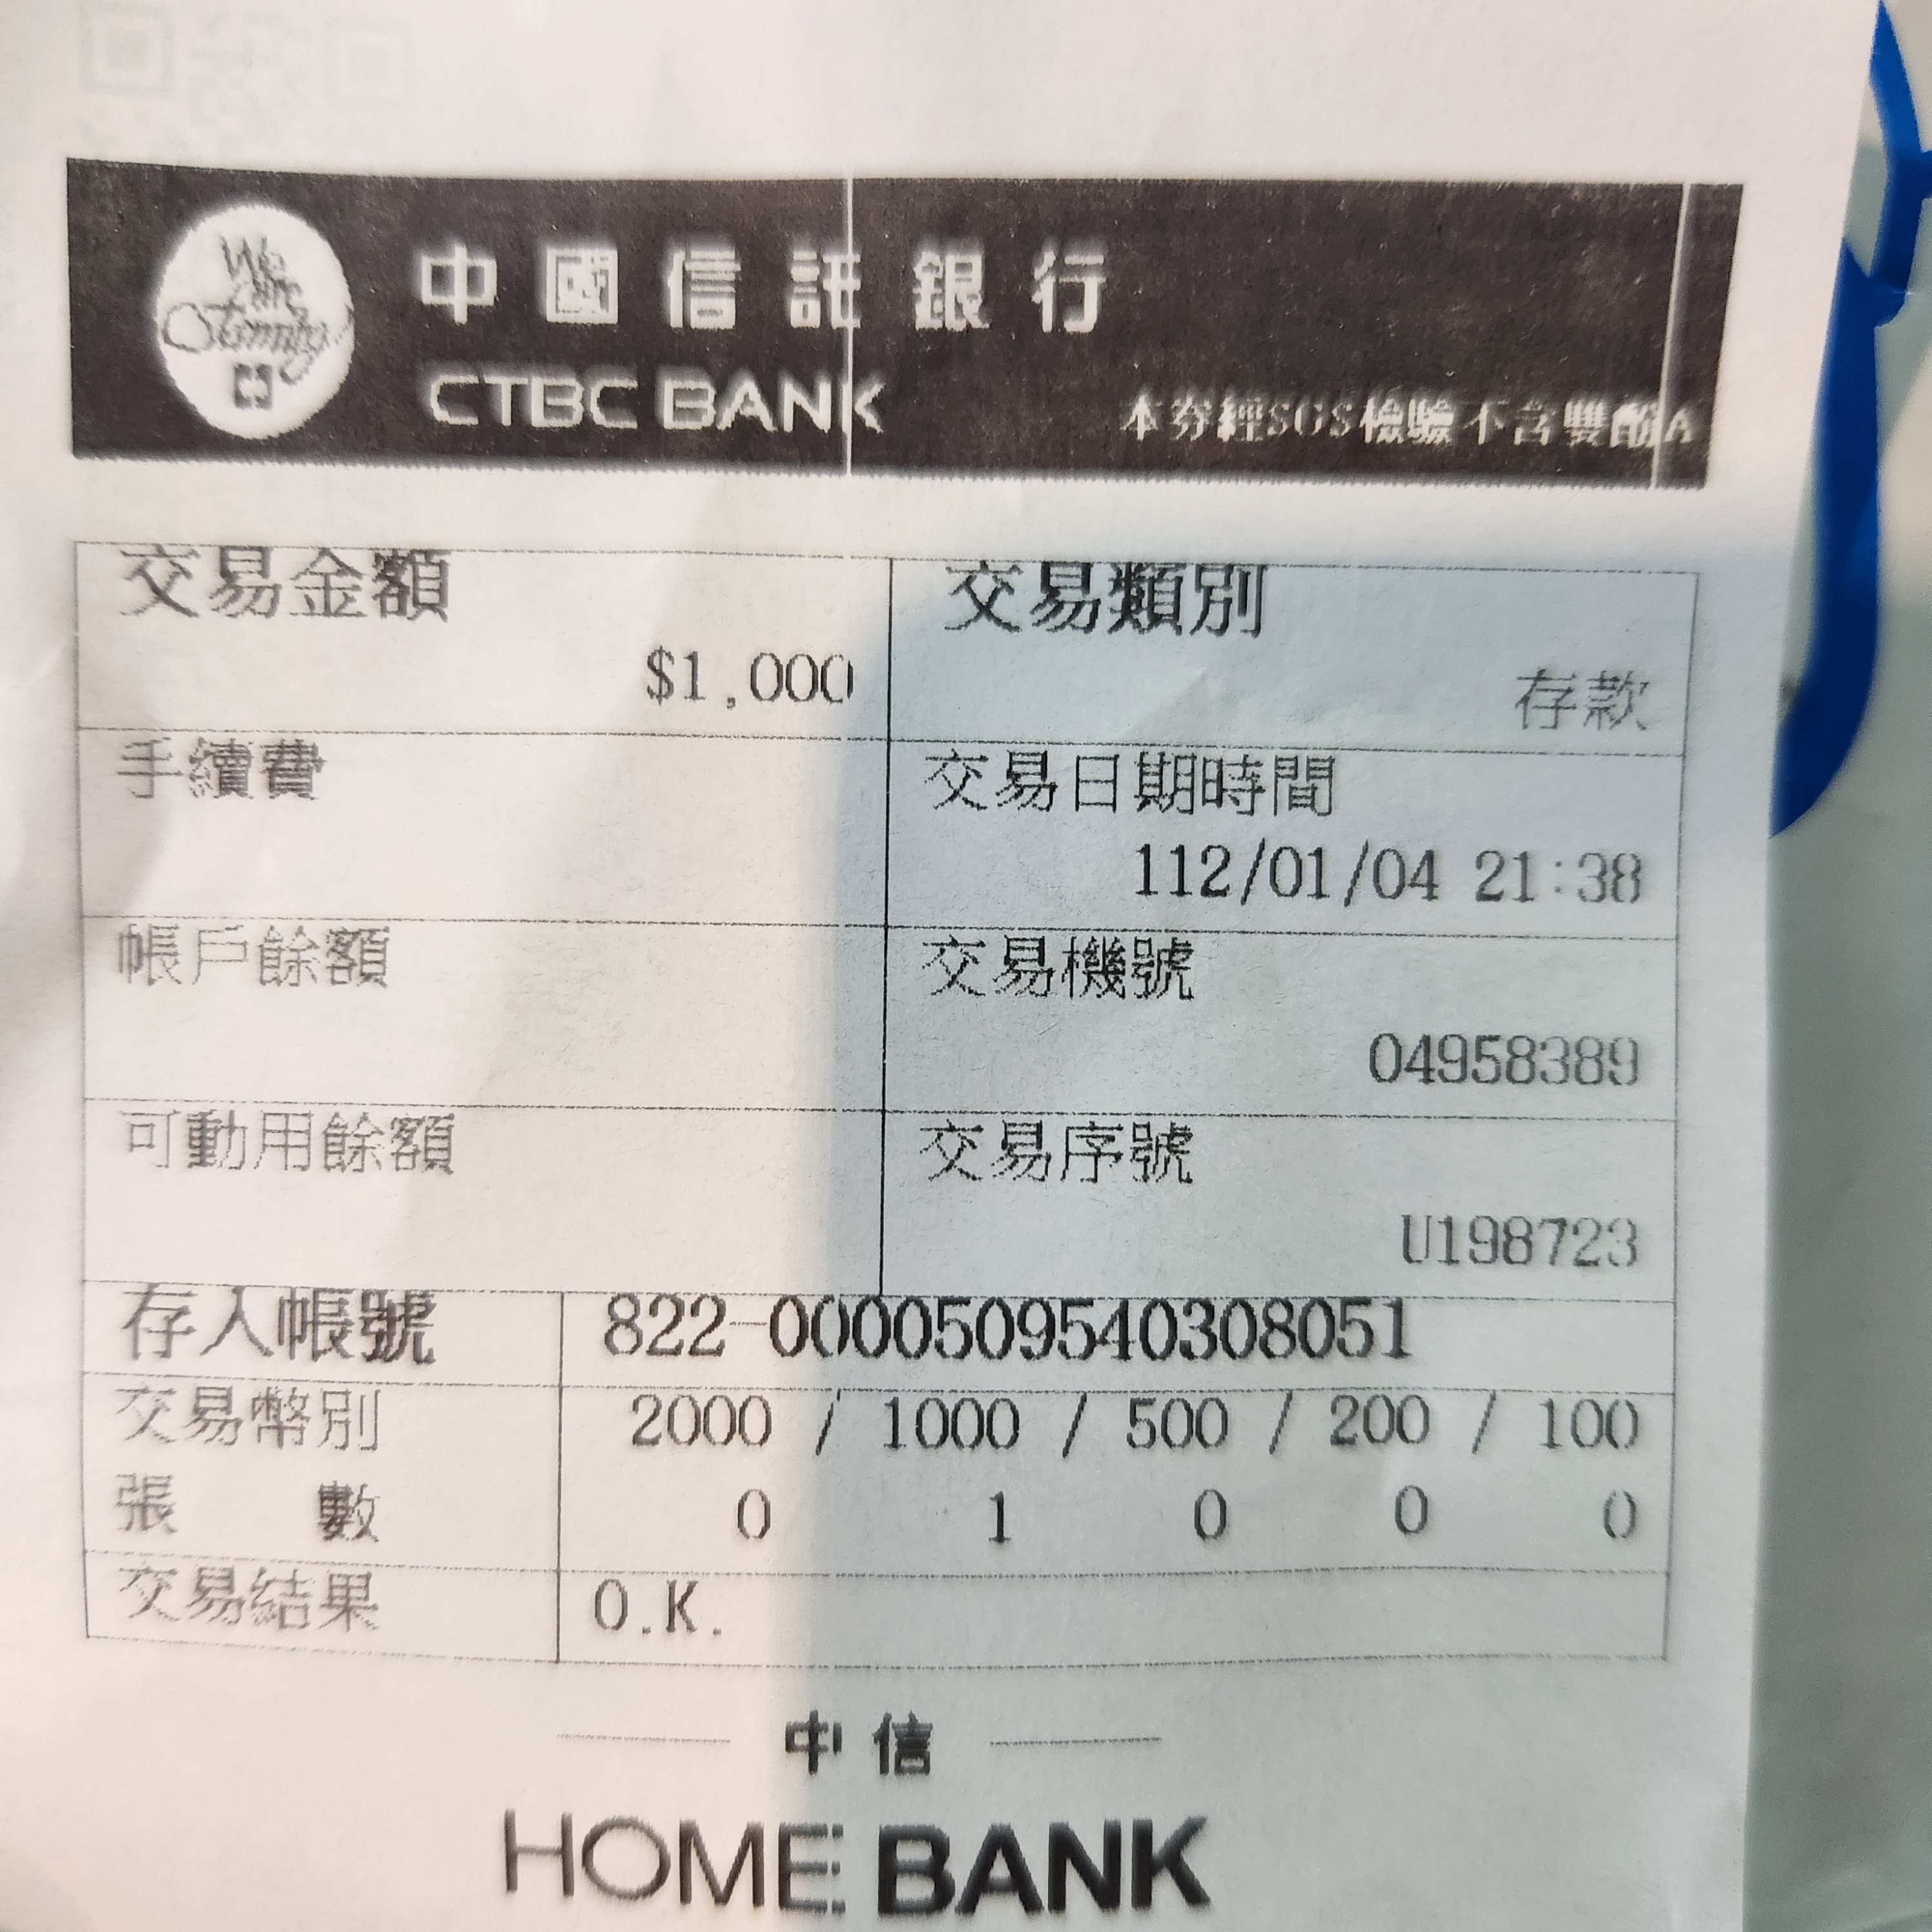 We are Family
中國信託銀行
CTBC BANK
本券經SGS檢驗不含雙酚A
交易金額
$1,000
交易類別
存款
手續費
交易日期時間
112/01/04 21:38
帳戶餘額
交易機號
04958389
可動用餘額
交易序號
U198723
存入帳號 822-0000509540308051
交易幣別 2000 / 1000 / 500 / 200 / 100
張 數 0 1 0 0 0
交易結果 O.K.
中信
HOME BANK